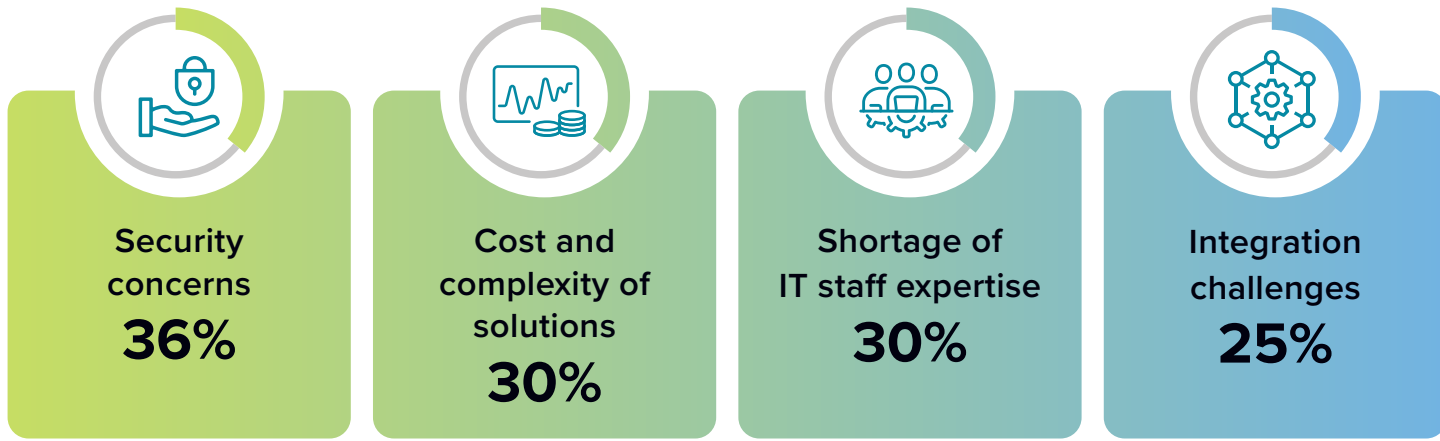 Security
concerns
36%
Cost and
complexity of
solutions
30%
Shortage of
IT staff expertise
30%
Integration
challenges
25%